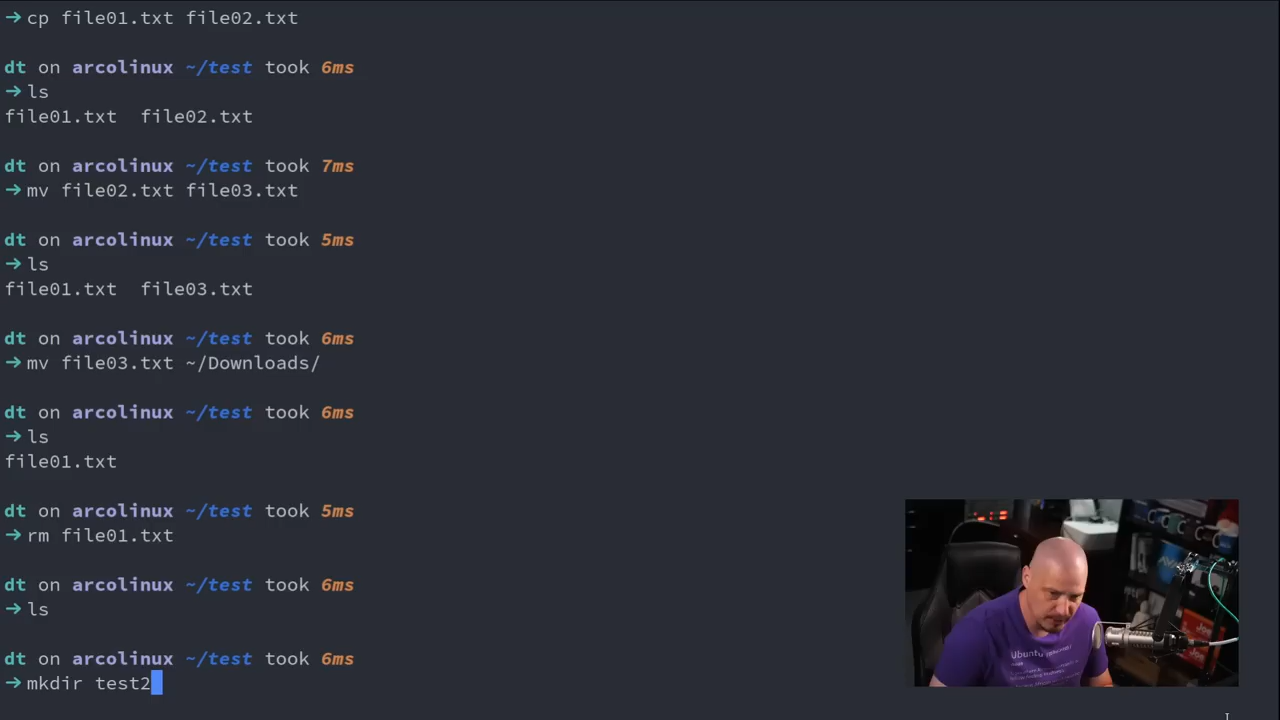 → cp file01.txt file02.txt
dt on arcolinux ~/test took 6ms
→ ls
file01.txt  file02.txt
dt on arcolinux ~/test took 7ms
→ mv file02.txt file03.txt
dt on arcolinux ~/test took 5ms
→ ls
file01.txt  file03.txt
dt on arcolinux ~/test took 6ms
→ mv file03.txt ~/Downloads/
dt on arcolinux ~/test took 6ms
→ ls
file01.txt
dt on arcolinux ~/test took 5ms
→ rm file01.txt
dt on arcolinux ~/test took 6ms
→ ls
dt on arcolinux ~/test took 6ms
→ mkdir test2
Ubuntu